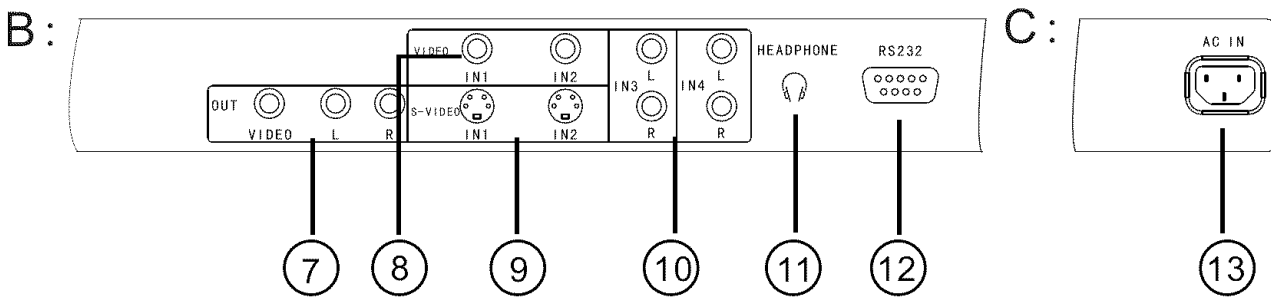 B: C:
AC IN
VIDEO L L HEADPHONE RS232
IN1 IN2 IN3 IN4
OUT S-VIDEO
VIDEO L R IN1 IN2 R R
7 8 9 10 11 12 13